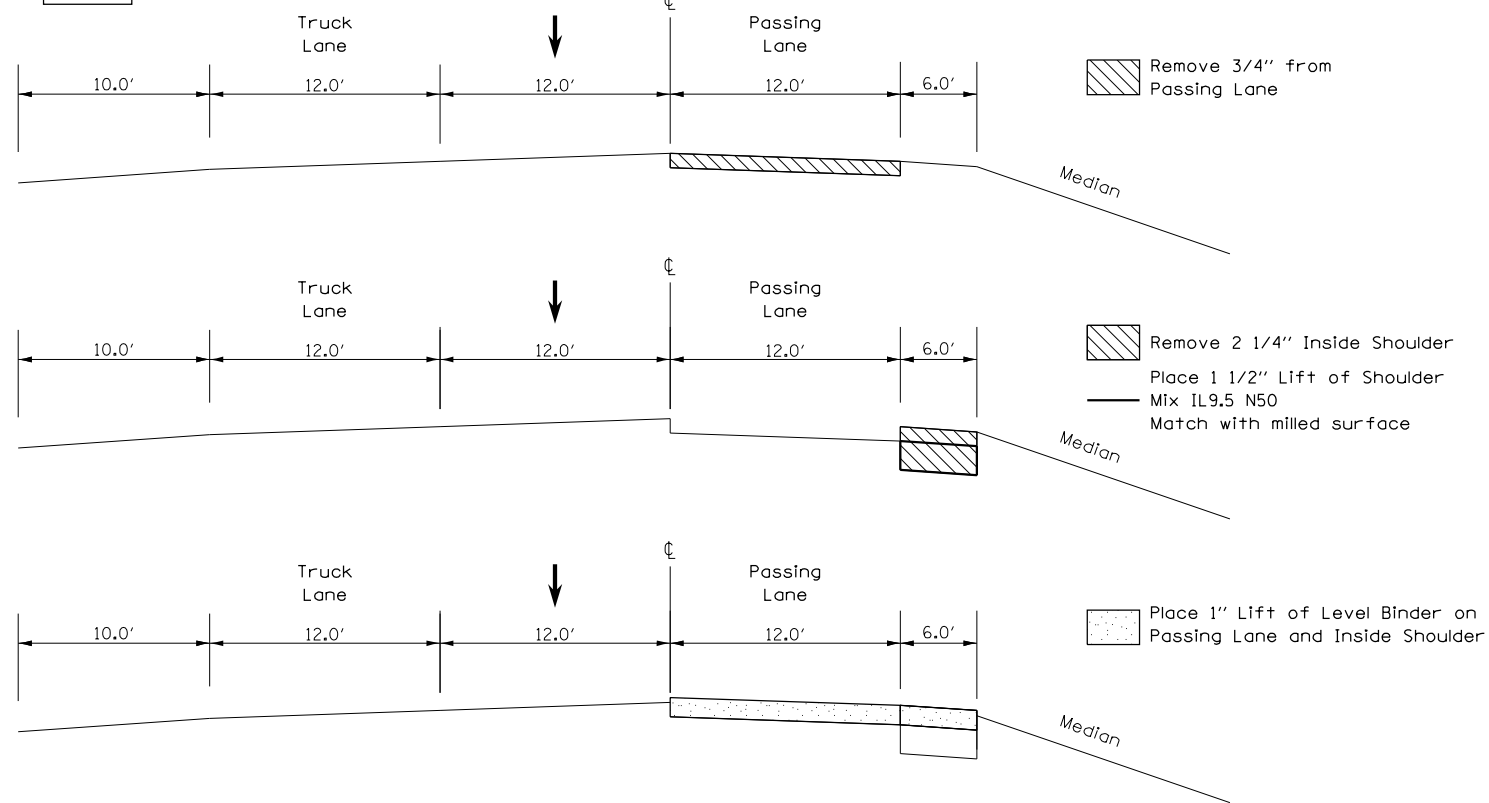 ℄
Truck
Lane
Passing
Lane
10.0'
12.0'
12.0'
12.0'
6.0'
Remove 3/4" from
Passing Lane
Median
℄
Truck
Lane
Passing
Lane
10.0'
12.0'
12.0'
12.0'
6.0'
Remove 2 1/4" Inside Shoulder
Place 1 1/2" Lift of Shoulder
Mix IL9.5 N50
Match with milled surface
Median
℄
Truck
Lane
Passing
Lane
10.0'
12.0'
12.0'
12.0'
6.0'
Place 1" Lift of Level Binder on
Passing Lane and Inside Shoulder
Median